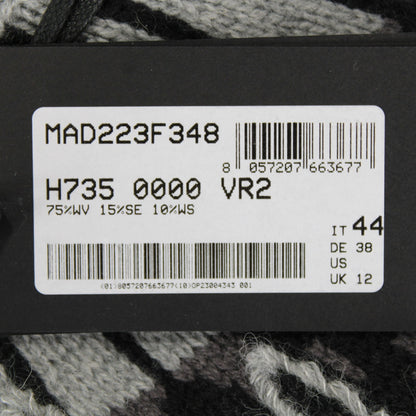 MAD223F348
8 057207 663677
H735 0000 VR2
75%WV 15%SE 10%WS
IT 44
DE 38
US
UK 12
(01)8057207663677(10)OP23004343 001